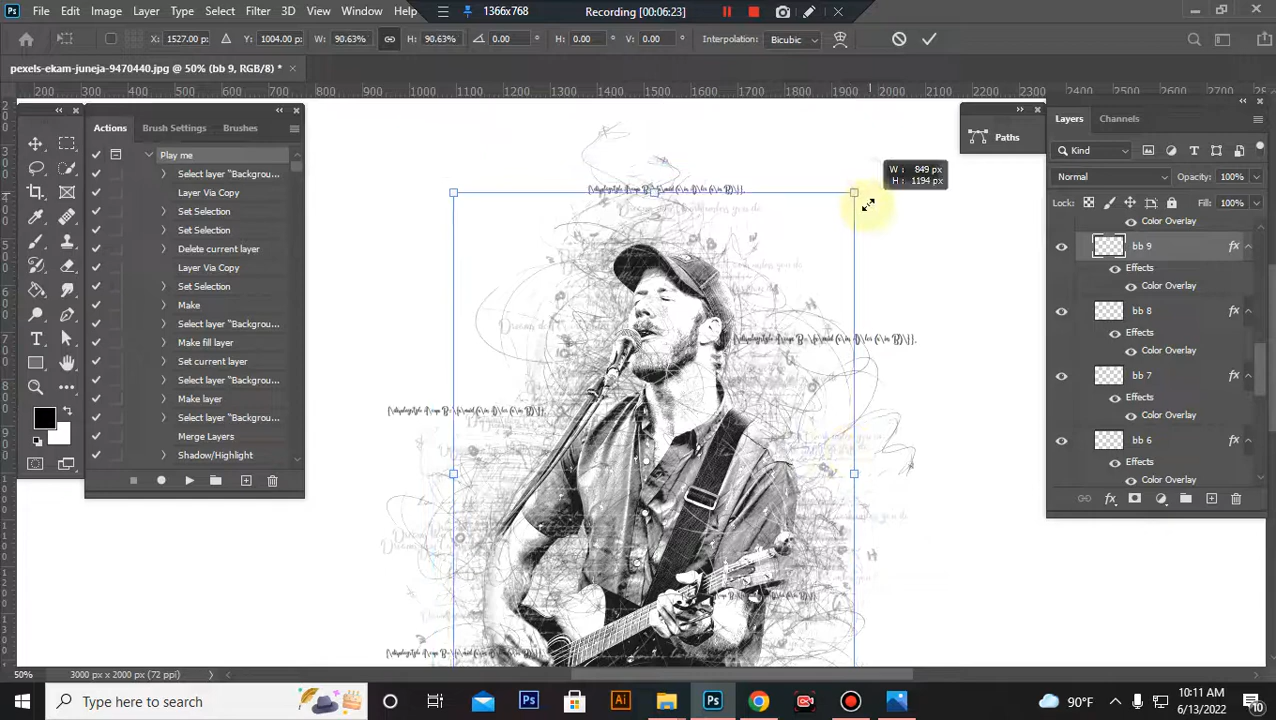 File Edit Image Layer Type Select Filter 3D View Window Help
1366x768 Recording [00:06:23]
X: 1527.00 px Y: 1004.00 px W: 90.63% H: 90.63% 0.00 ° H: 0.00 ° V: 0.00 ° Interpolation: Bicubic
pexels-ekam-juneja-9470440.jpg @ 50% (bb 9, RGB/8) *
200 300 400 500 600 700 800 900 1000 1100 1200 1300 1400 1500 1600 1700 1800 1900 2000 2100 2200
Actions Brush Settings Brushes
Play me
Select layer "Backgrou...
Layer Via Copy
Set Selection
Set Selection
Delete current layer
Layer Via Copy
Set Selection
Make
Select layer "Backgrou...
Make fill layer
Set current layer
Select layer "Backgrou...
Make layer
Select layer "Backgrou...
Merge Layers
Shadow/Highlight
W : 849 px
H : 1194 px
Paths
Layers Channels
Kind
Normal Opacity: 100%
Lock: Fill: 100%
Color Overlay
bb 9 fx
Effects
Color Overlay
bb 8 fx
Effects
Color Overlay
bb 7 fx
Effects
Color Overlay
bb 6 fx
Effects
Color Overlay
50% 3000 px x 2000 px (72 ppi)
Type here to search
90°F
10:11 AM
6/13/2022
10